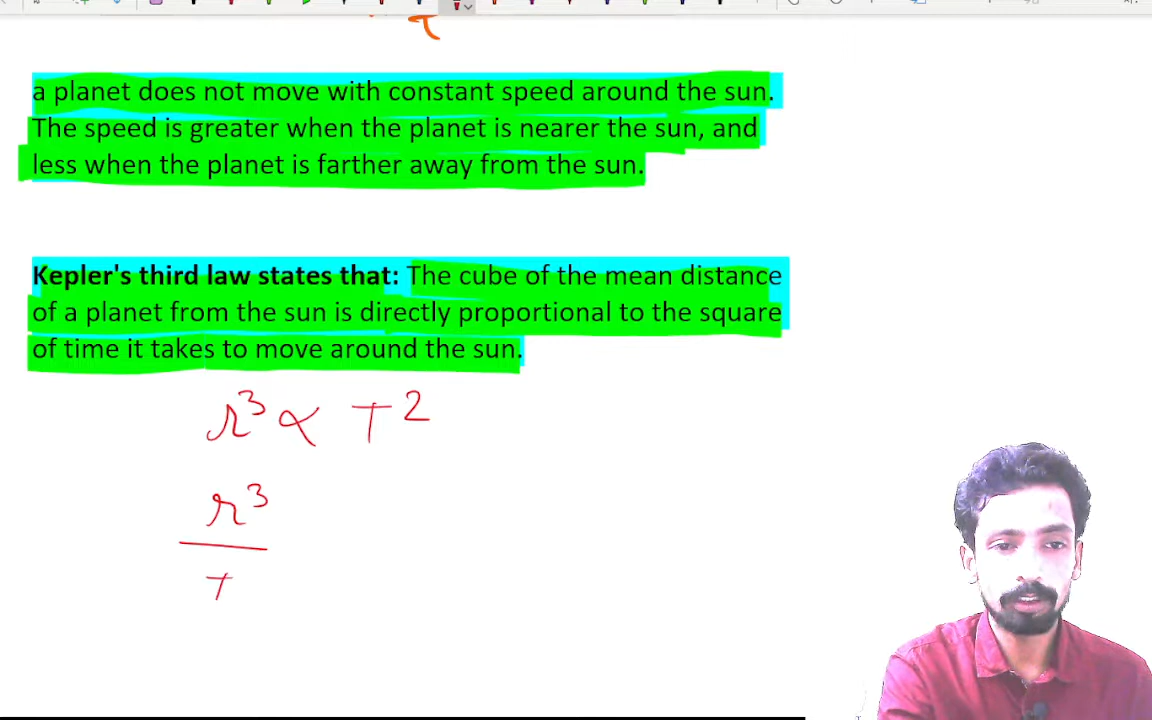 a planet does not move with constant speed around the sun.
The speed is greater when the planet is nearer the sun, and
less when the planet is farther away from the sun.
Kepler's third law states that: The cube of the mean distance
of a planet from the sun is directly proportional to the square
of time it takes to move around the sun.
r³ ∝ T²
r³
T